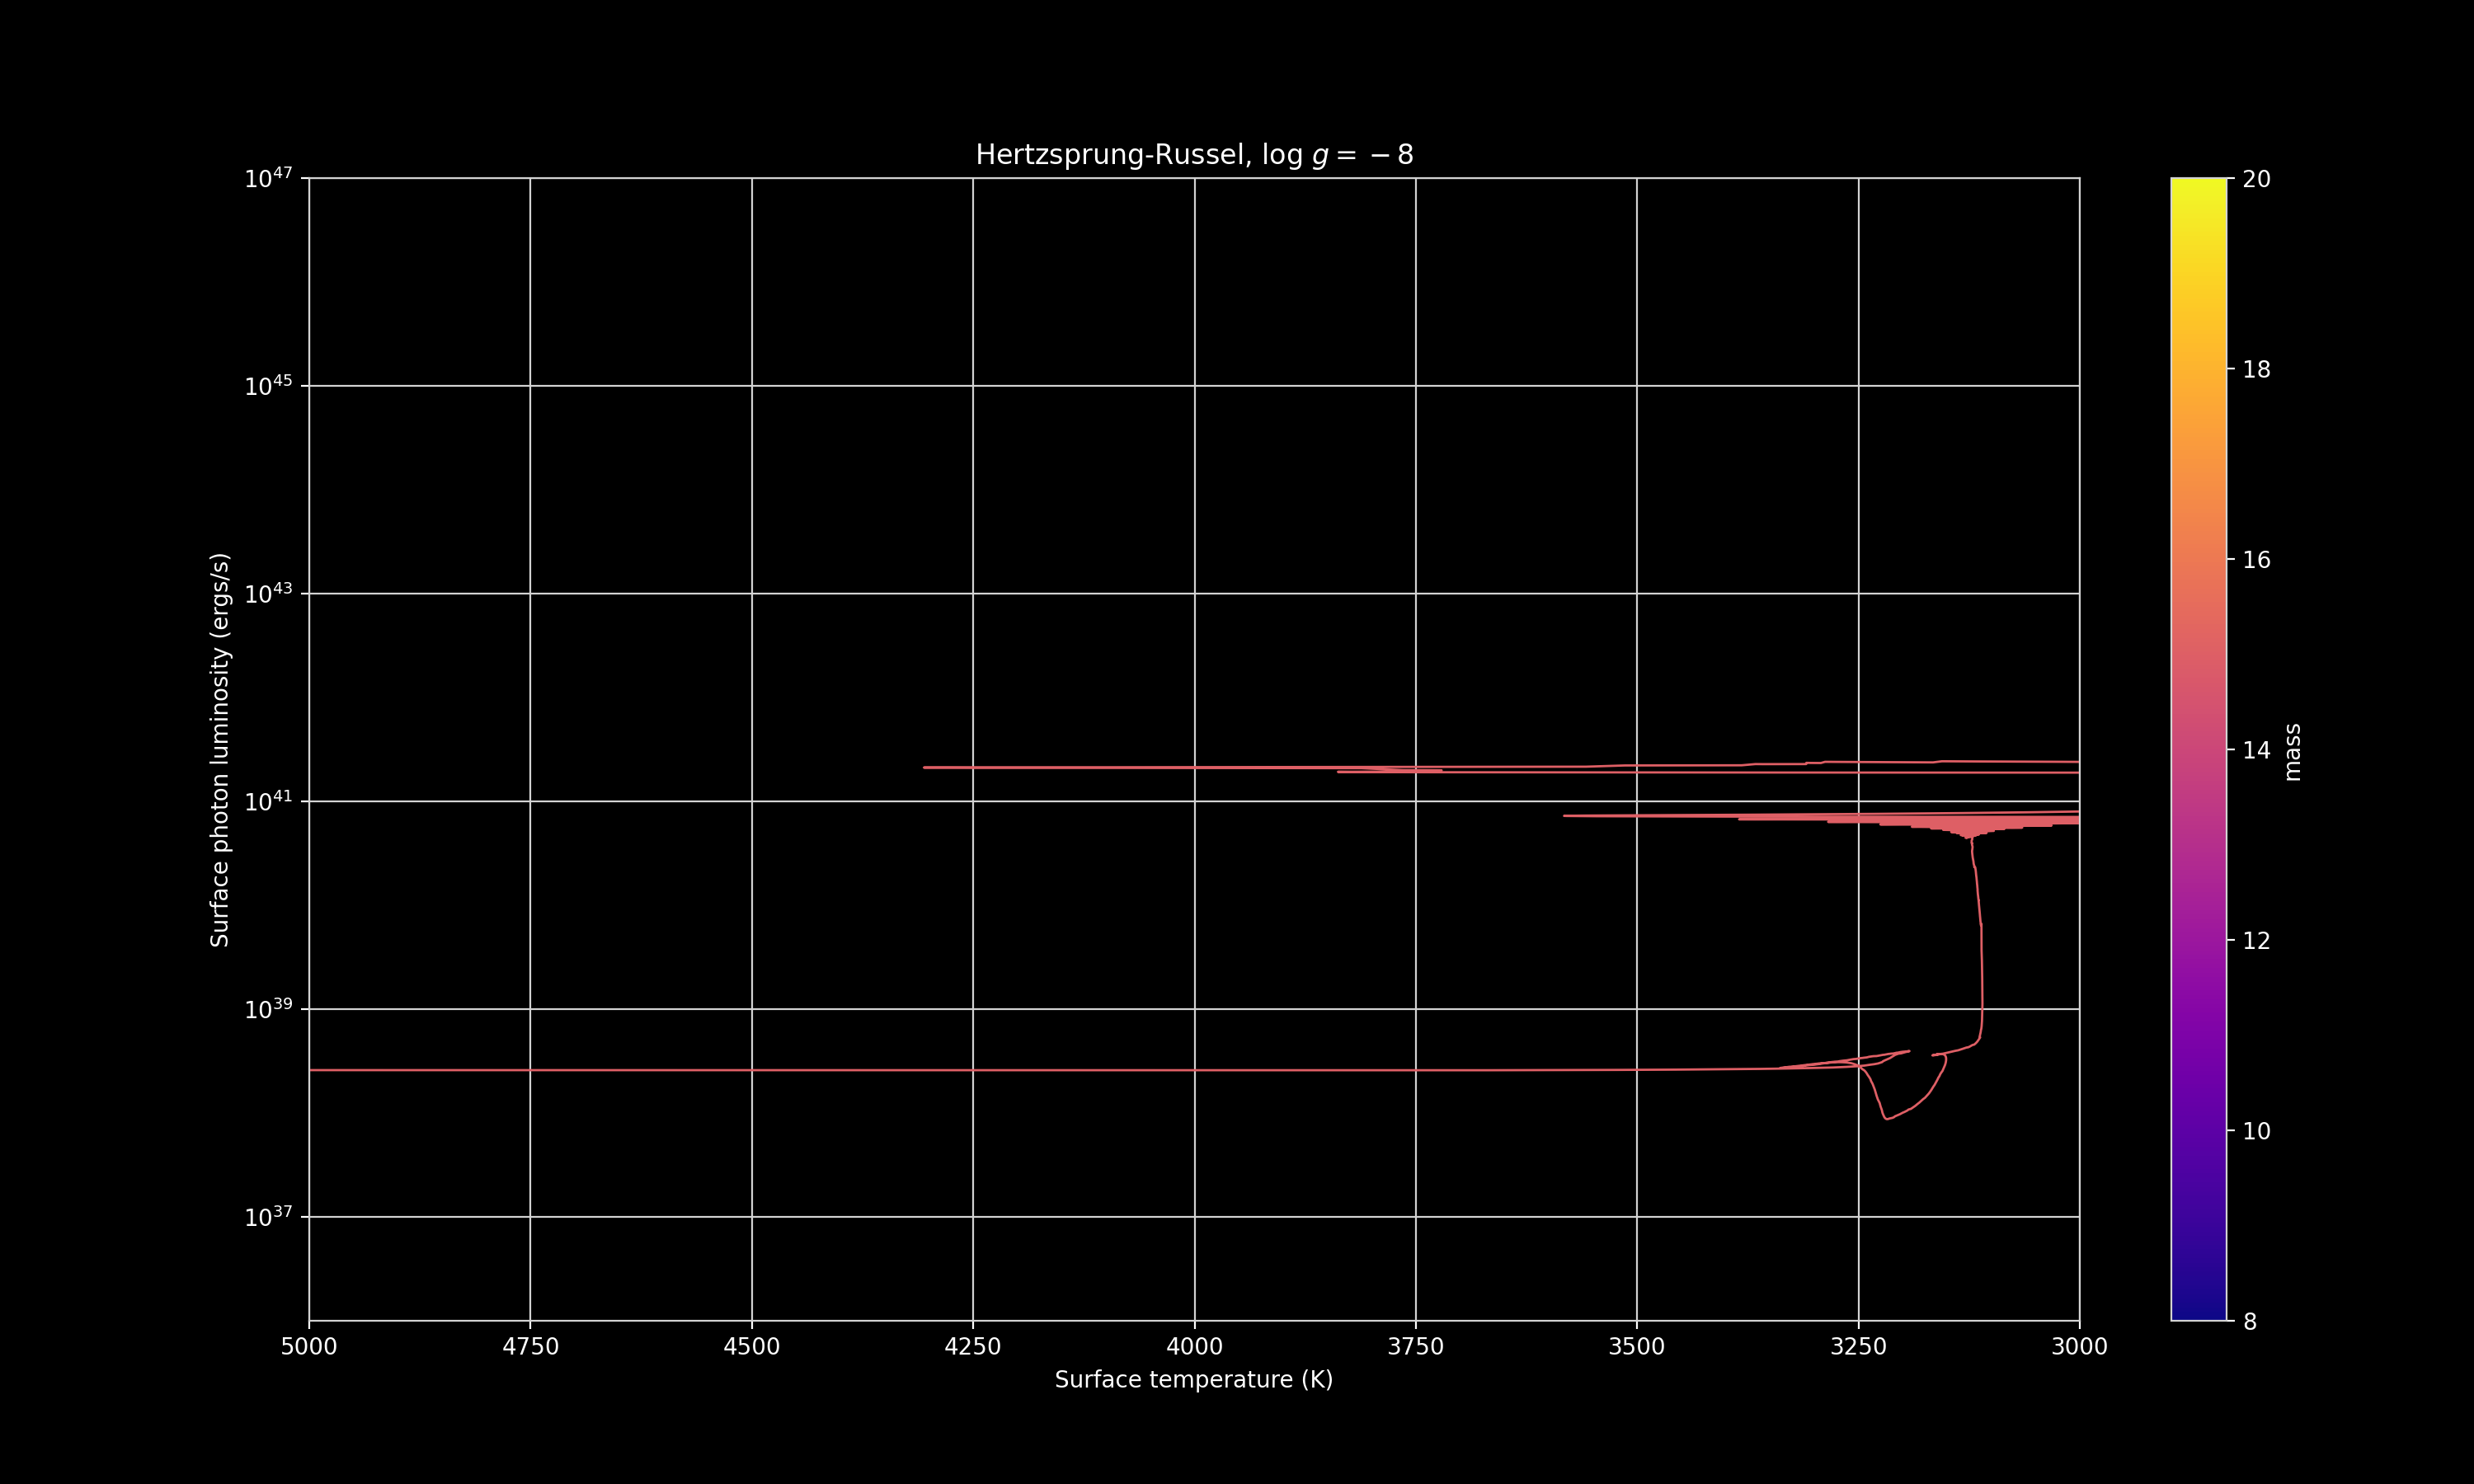 Hertzsprung-Russel, log g = − 8
10^47
10^45
10^43
10^41
10^39
10^37
Surface photon luminosity (ergs/s)
5000 4750 4500 4250 4000 3750 3500 3250 3000
Surface temperature (K)
20
18
16
14
12
10
8
mass